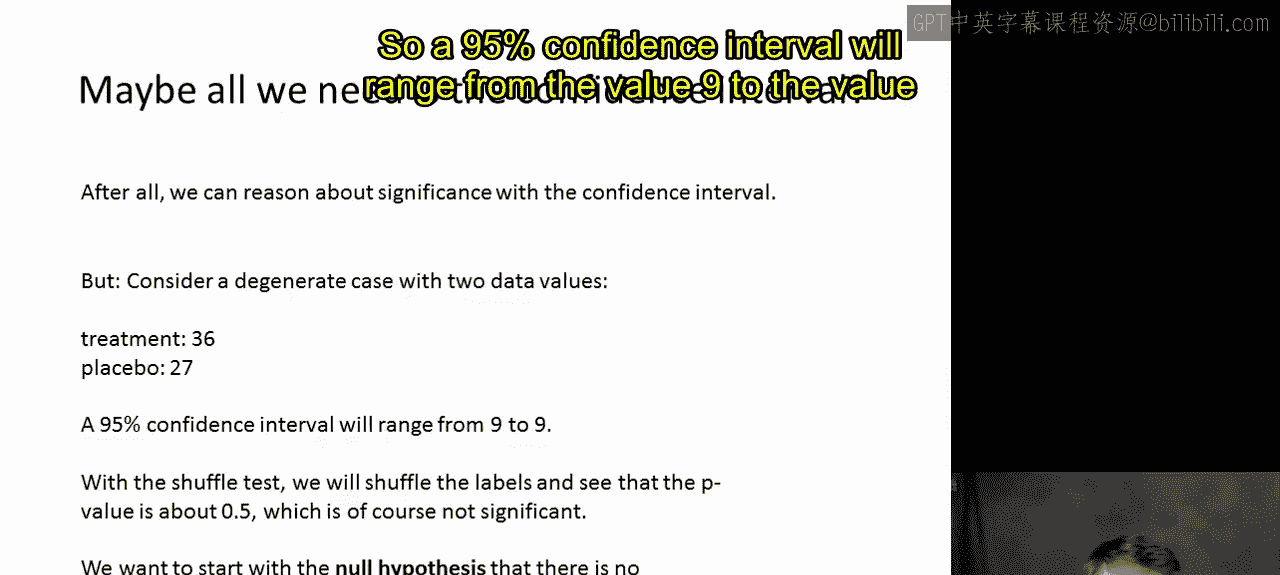 GPT中英字幕课程资源@bilibili.com
So a 95% confidence interval will
range from the value 9 to the value
Maybe all we need
After all, we can reason about significance with the confidence interval.
But: Consider a degenerate case with two data values:
treatment: 36
placebo: 27
A 95% confidence interval will range from 9 to 9.
With the shuffle test, we will shuffle the labels and see that the p-
value is about 0.5, which is of course not significant.
We want to start with the null hypothesis that there is no